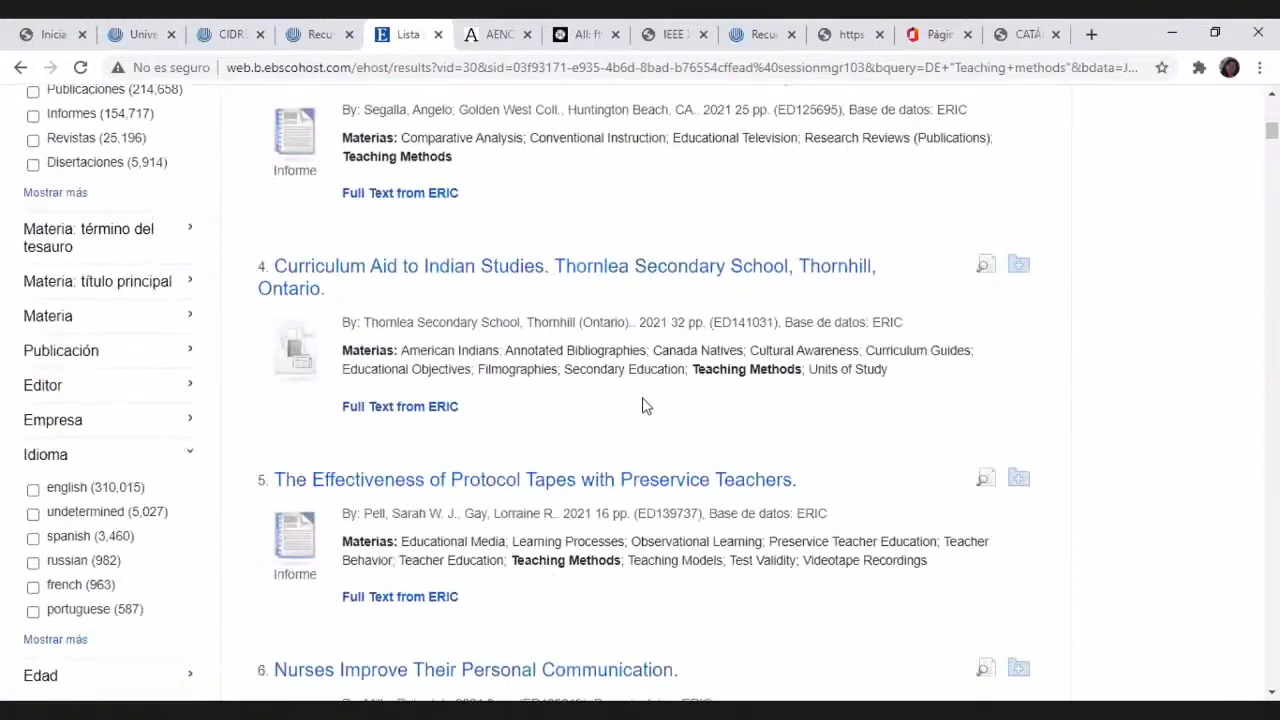 Inicia
Unive
CIDR
Recu
Lista
AENC
All: f
IEEE
Recu
https
Págin
CATÁ
No es seguro
web.b.ebscohost.com/ehost/results?vid=30&sid=03f93171-e935-4b6d-8bad-b76554cffead%40sessionmgr103&bquery=DE+"Teaching+methods"&bdata=J...
Publicaciones (214,658)
Informes (154,717)
Revistas (25,196)
Disertaciones (5,914)
Mostrar más
Materia: término del
tesauro
Materia: título principal
Materia
Publicación
Editor
Empresa
Idioma
english (310,015)
undetermined (5,027)
spanish (3,460)
russian (982)
french (963)
portuguese (587)
Mostrar más
Edad
By: Segalla, Angelo; Golden West Coll., Huntington Beach, CA.. 2021 25 pp. (ED125695), Base de datos: ERIC
Materias: Comparative Analysis; Conventional Instruction; Educational Television; Research Reviews (Publications);
Teaching Methods
Informe
Full Text from ERIC
4. Curriculum Aid to Indian Studies. Thornlea Secondary School, Thornhill,
Ontario.
By: Thornlea Secondary School, Thornhill (Ontario).. 2021 32 pp. (ED141031), Base de datos: ERIC
Materias: American Indians; Annotated Bibliographies; Canada Natives; Cultural Awareness; Curriculum Guides;
Educational Objectives; Filmographies; Secondary Education; Teaching Methods; Units of Study
Full Text from ERIC
5. The Effectiveness of Protocol Tapes with Preservice Teachers.
By: Pell, Sarah W. J.; Gay, Lorraine R.. 2021 16 pp. (ED139737), Base de datos: ERIC
Materias: Educational Media; Learning Processes; Observational Learning; Preservice Teacher Education; Teacher
Behavior; Teacher Education; Teaching Methods; Teaching Models; Test Validity; Videotape Recordings
Informe
Full Text from ERIC
6. Nurses Improve Their Personal Communication.